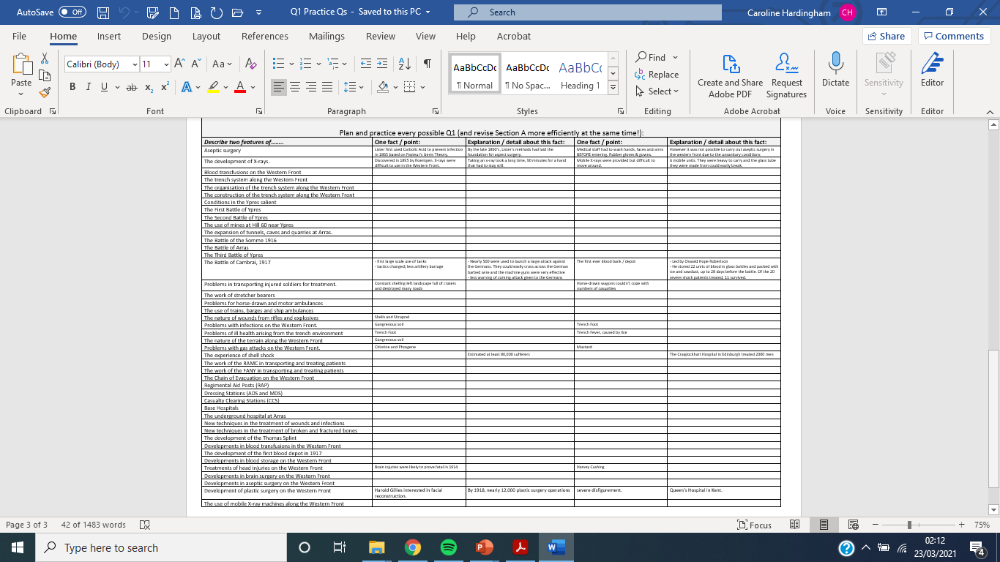 AutoSave Off Q1 Practice Qs - Saved to this PC Search Caroline Hardingham CH
File Home Insert Design Layout References Mailings Review View Help Acrobat Share Comments
Calibri (Body) 11 Find
Paste Replace Create and Share Request Dictate Sensitivity Editor
AaBbCcDc AaBbCcDc AaBbCc
¶ Normal ¶ No Spac... Heading 1 Select Adobe PDF Signatures
Clipboard Font Paragraph Styles Editing Adobe Acrobat Voice Sensitivity Editor
Plan and practice every possible Q1 (and revise Section A more efficiently at the same time!):
Describe two features of…….. One fact / point: Explanation / detail about this fact: One fact / point: Explanation / detail about this fact:
Aseptic surgery Lister first used Carbolic Acid to prevent infection By the late 1890's, Lister's methods had laid the Medical staff had to wash hands, faces and arms However it was not possible to carry out aseptic surgery in
in 1865 based on Pasteur's Germ Theory. foundation for aspect surgery. BEFORE entering. Rubber gloves & gowns. the western front due to the unsanitary conditions
The development of X-rays. Discovered in 1895 by Roentgen. X-rays were Taking an x-ray took a long time, 90 minutes for a hand Mobile X-rays were provided but difficult to 6 mobile units. They were heavy to carry and the glass tube
difficult to use in the Western Front. that had to stay still. move around. they were made from could easily break.
Blood transfusions on the Western Front
The trench system along the Western Front
The organisation of the trench system along the Western Front
The construction of the trench system along the Western Front
Conditions in the Ypres salient
The First Battle of Ypres
The Second Battle of Ypres
The use of mines at Hill 60 near Ypres
The expansion of tunnels, caves and quarries at Arras.
The Battle of the Somme 1916
The Battle of Arras
The Third Battle of Ypres
The Battle of Cambrai, 1917 - first large scale use of tanks - Nearly 500 were used to launch a large attack against The first ever blood bank / depot - Led by Oswald Hope Robertson
- tactics changed; less artillery barrage the Germans. They could easily cross across the German - He stored 22 units of blood in glass bottles and packed with
barbed wire and the machine guns were very effective ice and sawdust, up to 28 days before the battle. Of the 20
- less warning of coming attack given to the Germans severe shock patients treated, 11 survived.
Problems in transporting injured soldiers for treatment. Constant shelling left landscape full of craters Horse-drawn wagons couldn't cope with
and destroyed many roads numbers of casualties
The work of stretcher bearers
Problems for horse-drawn and motor ambulances
The use of trains, barges and ship ambulances
The nature of wounds from rifles and explosives Shells and Shrapnel
Problems with infections on the Western Front. Gangrenous soil Trench Foot
Problems of ill health arising from the trench environment Trench Foot Trench Fever, caused by lice
The nature of the terrain along the Western Front Gangrenous soil
Problems with gas attacks on the Western Front. Chlorine and Phosgene Mustard
The experience of shell shock Estimated at least 80,000 sufferers The Craiglockhart Hospital in Edinburgh treated 2000 men
The work of the RAMC in transporting and treating patients
The work of the FANY in transporting and treating patients
The Chain of Evacuation on the Western Front
Regimental Aid Posts (RAP)
Dressing Stations (ADS and MDS)
Casualty Clearing Stations (CCS)
Base Hospitals
The underground hospital at Arras
New techniques in the treatment of wounds and infections
New techniques in the treatment of broken and fractured bones
The development of the Thomas Splint
Developments in blood transfusions in the Western Front
The development of the first blood depot in 1917
Developments in blood storage on the Western Front
Treatments of head injuries on the Western Front Brain injuries were likely to prove fatal in 1914 Harvey Cushing
Developments in brain surgery on the Western Front
Developments in aseptic surgery on the Western Front
Development of plastic surgery on the Western Front Harold Gillies interested in facial By 1918, nearly 12,000 plastic surgery operations severe disfigurement. Queen's Hospital in Kent.
reconstruction.
The use of mobile X-ray machines along the Western Front
Page 3 of 3 42 of 1483 words Focus 75%
Type here to search 02:12
23/03/2021 4